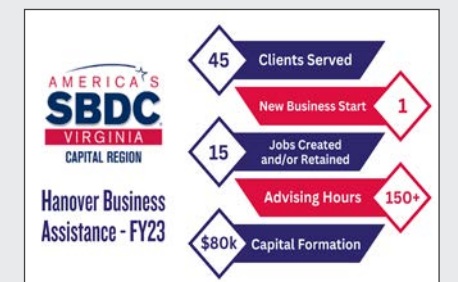 AMERICA'S
SBDC
VIRGINIA
CAPITAL REGION
Hanover Business
Assistance - FY23
45 Clients Served
New Business Start 1
15 Jobs Created
and/or Retained
Advising Hours 150+
$80k Capital Formation